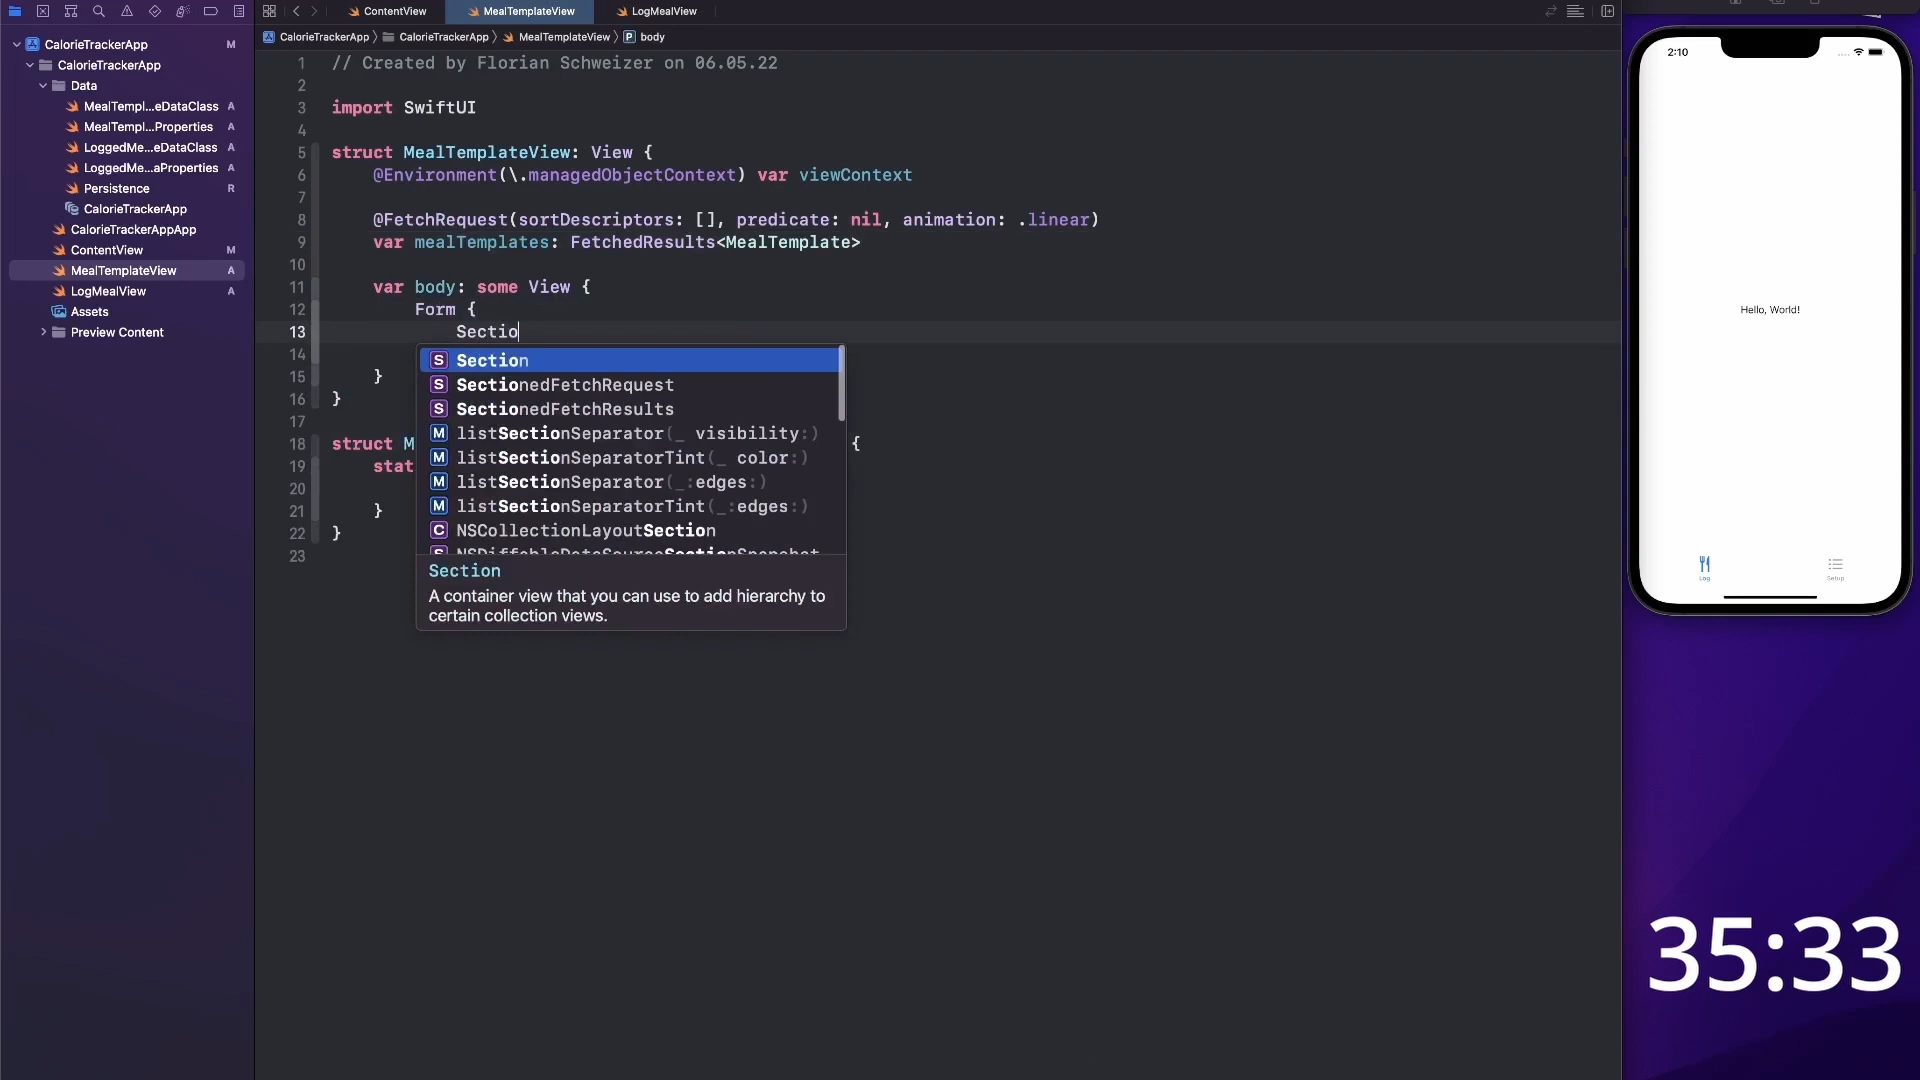 ContentView
MealTemplateView
LogMealView
CalorieTrackerApp
M
CalorieTrackerApp
Data
MealTempl...eDataClass
A
MealTempl...Properties
A
LoggedMe...eDataClass
A
LoggedMe...aProperties
A
Persistence
R
CalorieTrackerApp
CalorieTrackerAppApp
ContentView
M
MealTemplateView
A
LogMealView
A
Assets
Preview Content
CalorieTrackerApp
CalorieTrackerApp
MealTemplateView
P
body
1 // Created by Florian Schweizer on 06.05.22
2
3 import SwiftUI
4
5 struct MealTemplateView: View {
6 @Environment(\.managedObjectContext) var viewContext
7
8 @FetchRequest(sortDescriptors: [], predicate: nil, animation: .linear)
9 var mealTemplates: FetchedResults<MealTemplate>
10
11 var body: some View {
12 Form {
13 Sectio
14
15 }
16 }
17
18 struct M {
19 stat
20
21 }
22 }
23
S Section
S SectionedFetchRequest
S SectionedFetchResults
M listSectionSeparator(_ visibility:)
M listSectionSeparatorTint(_ color:)
M listSectionSeparator(_:edges:)
M listSectionSeparatorTint(_:edges:)
C NSCollectionLayoutSection
S NSDiffableDataSourceSectionSnapshot
Section
A container view that you can use to add hierarchy to
certain collection views.
2:10
Hello, World!
Log
Setup
35:33